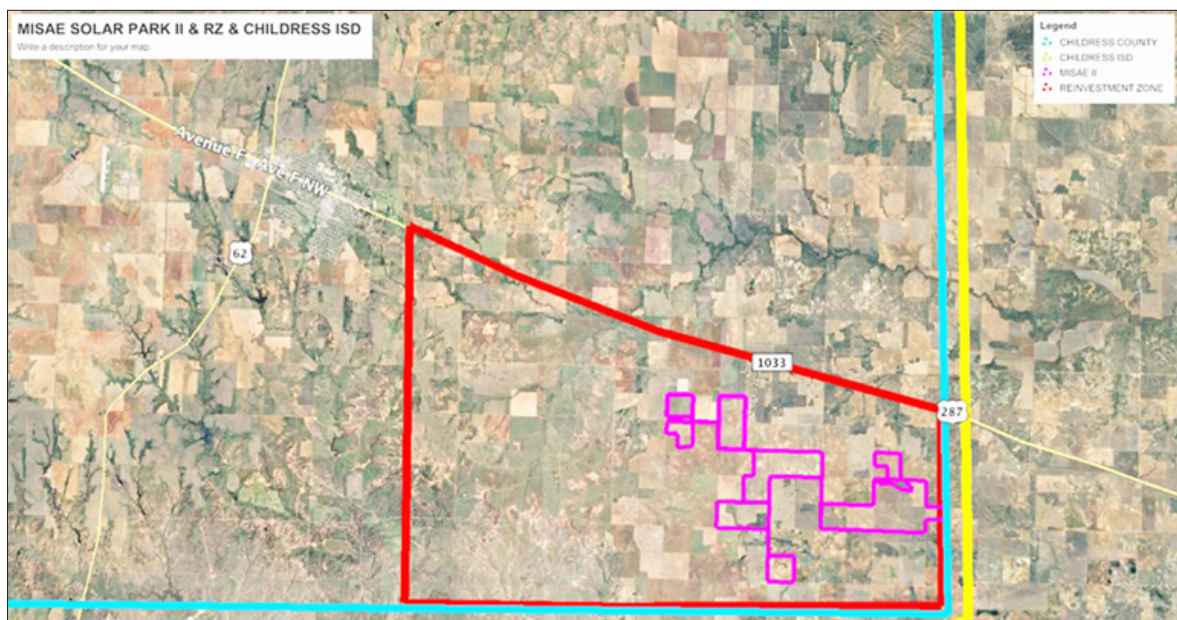 MISAE SOLAR PARK II & RZ & CHILDRESS ISD
Write a description for your map.
Legend
CHILDRESS COUNTY
CHILDRESS ISD
MISAE II
REINVESTMENT ZONE
Avenue F - Ave F NW
62
1033
287